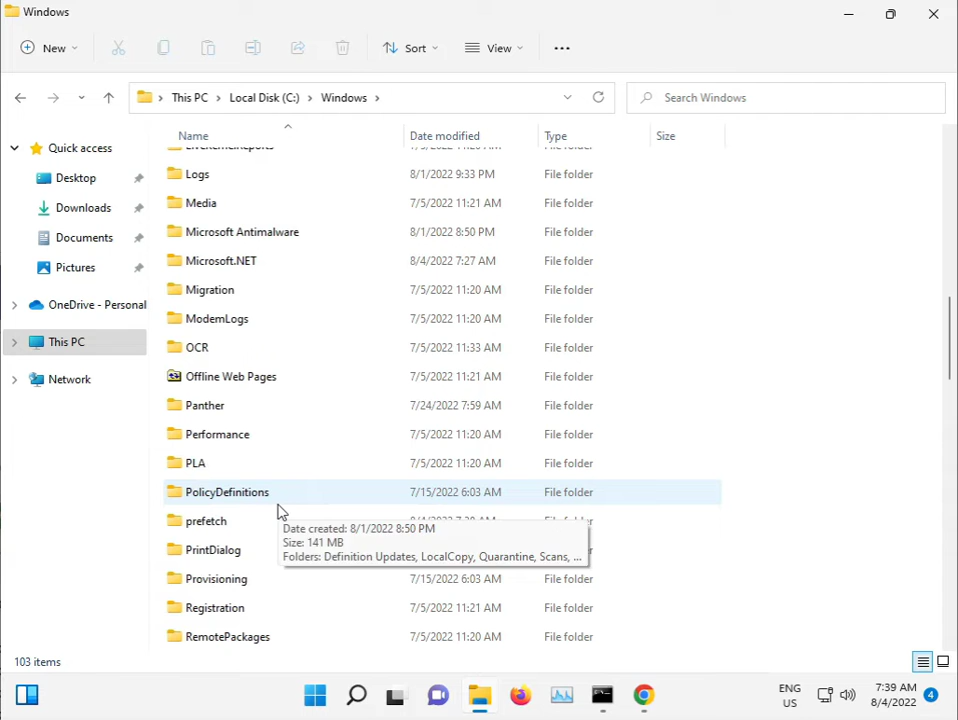 Windows
New
Sort
View
This PC
Local Disk (C:)
Windows
Search Windows
Name
Date modified
Type
Size
Quick access
Desktop
Downloads
Documents
Pictures
OneDrive - Personal
This PC
Network
LiveKernelReports 7/5/2022 11:20 AM File folder
Logs 8/1/2022 9:33 PM File folder
Media 7/5/2022 11:21 AM File folder
Microsoft Antimalware 8/1/2022 8:50 PM File folder
Microsoft.NET 8/4/2022 7:27 AM File folder
Migration 7/5/2022 11:20 AM File folder
ModemLogs 7/5/2022 11:20 AM File folder
OCR 7/5/2022 11:33 AM File folder
Offline Web Pages 7/5/2022 11:21 AM File folder
Panther 7/24/2022 7:59 AM File folder
Performance 7/5/2022 11:20 AM File folder
PLA 7/5/2022 11:20 AM File folder
PolicyDefinitions 7/15/2022 6:03 AM File folder
prefetch
Date created: 8/1/2022 8:50 PM
Size: 141 MB
Folders: Definition Updates, LocalCopy, Quarantine, Scans, ...
PrintDialog
Provisioning 7/15/2022 6:03 AM File folder
Registration 7/5/2022 11:21 AM File folder
RemotePackages 7/5/2022 11:20 AM File folder
103 items
ENG
US
7:39 AM
8/4/2022
4